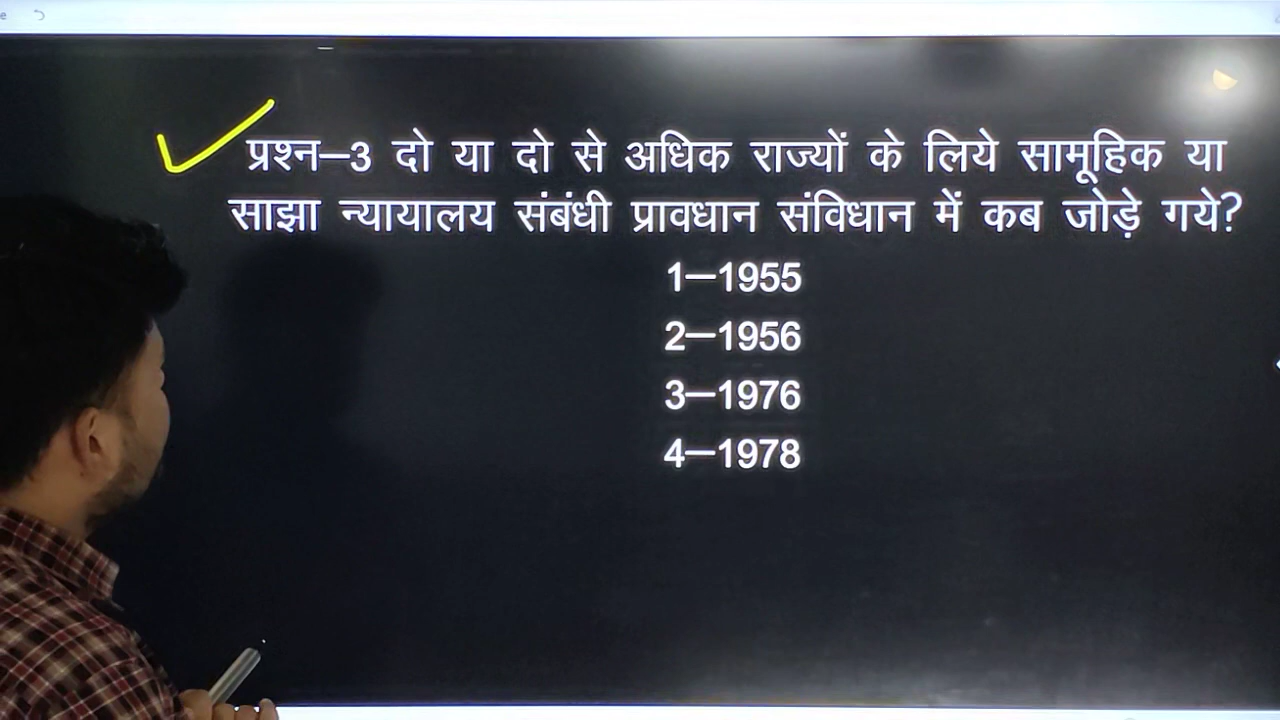 प्रश्न–3 दो या दो से अधिक राज्यों के लिये सामूहिक या
साझा न्यायालय संबंधी प्रावधान संविधान में कब जोड़े गये?
1–1955
2–1956
3–1976
4–1978